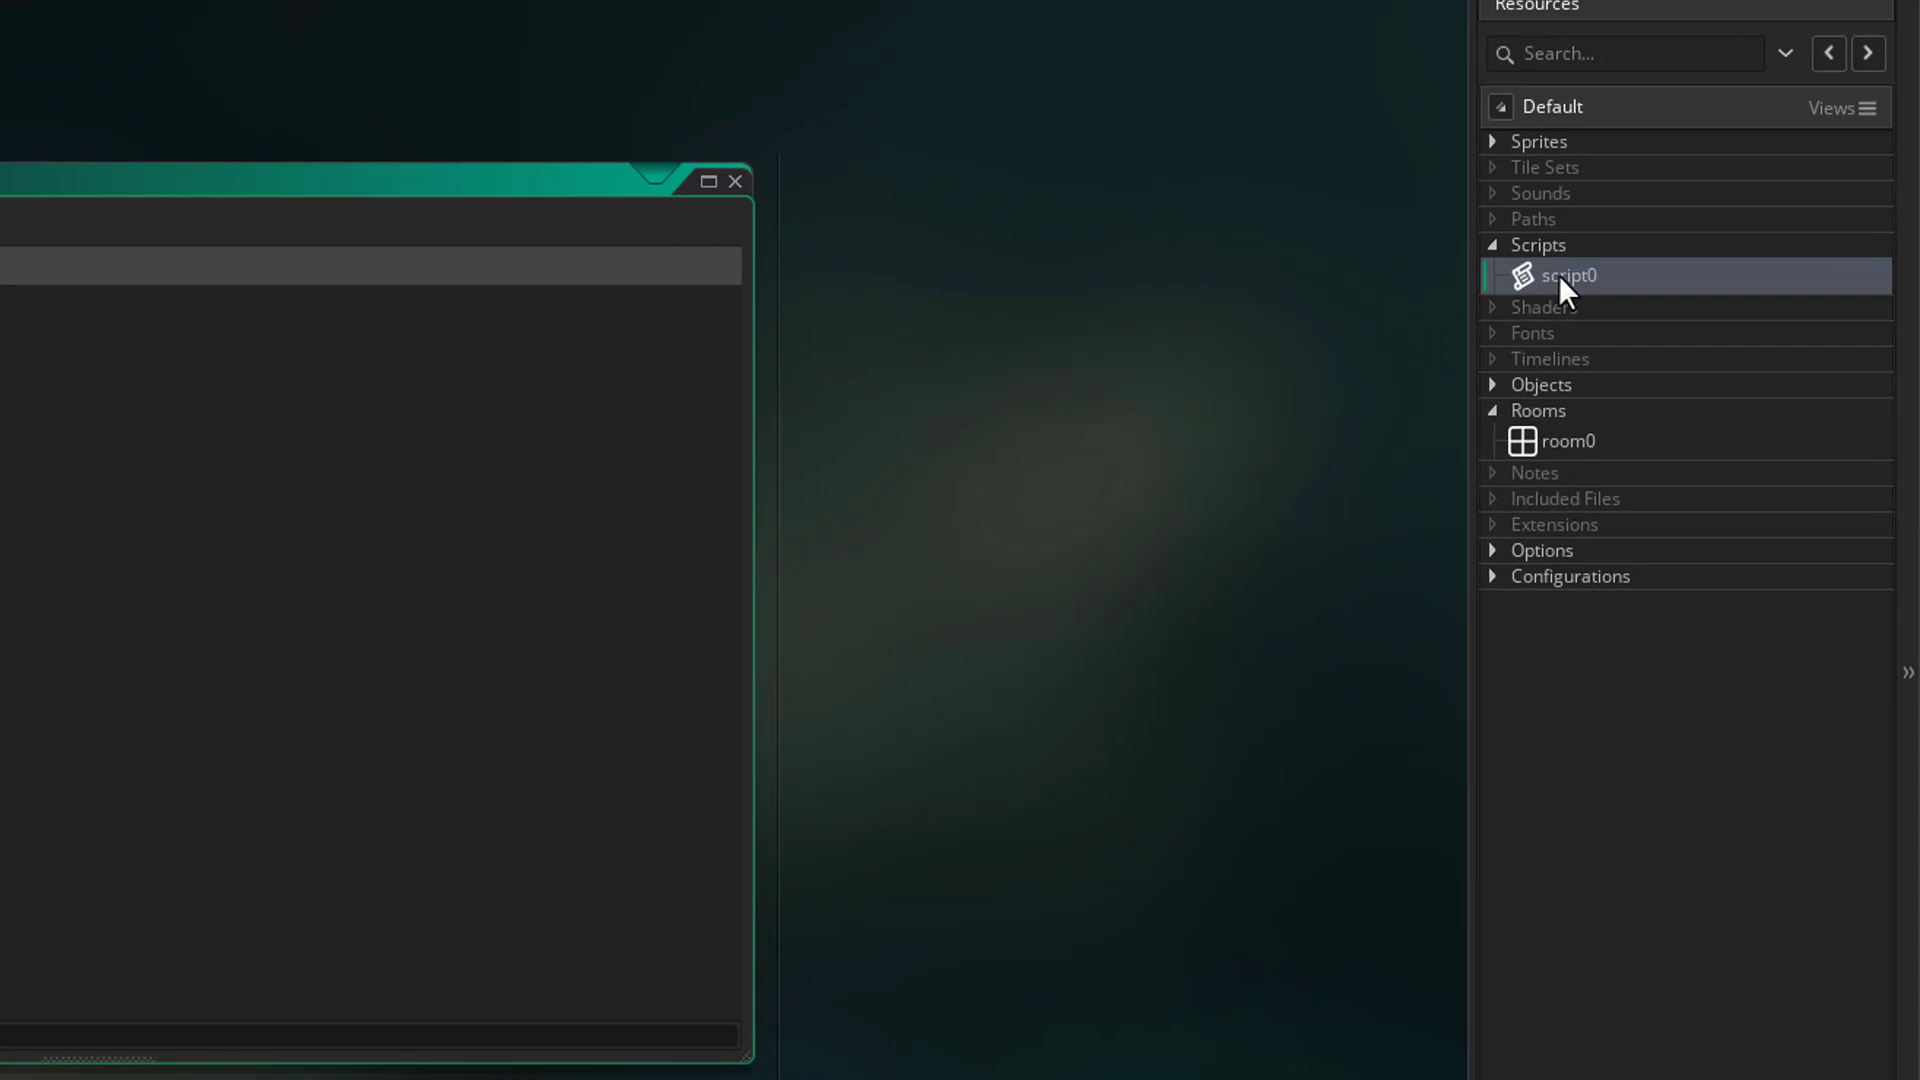 Resources
Search...
Default
Views
Sprites
Tile Sets
Sounds
Paths
Scripts
script0
Shaders
Fonts
Timelines
Objects
Rooms
room0
Notes
Included Files
Extensions
Options
Configurations